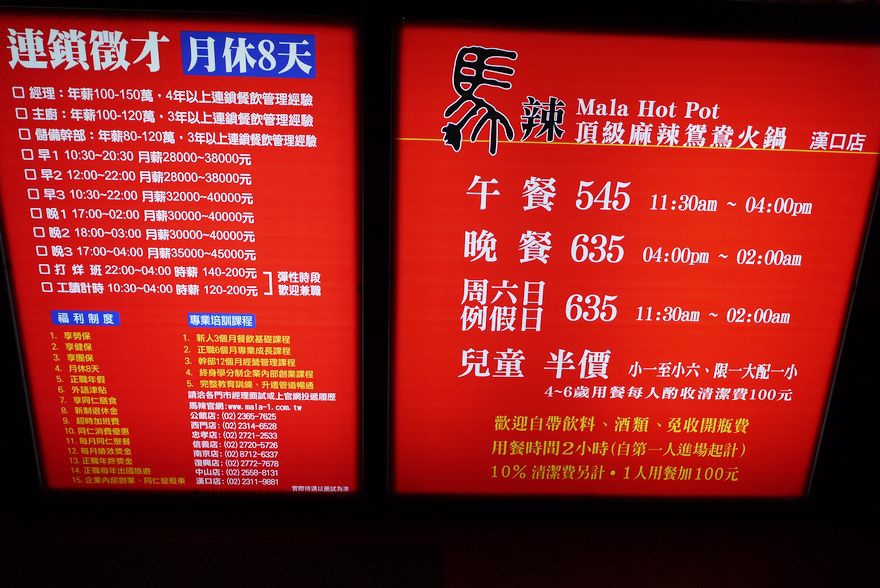 連鎖徵才 月休8天
□ 經理：年薪100-150萬，4年以上連鎖餐飲管理經驗
□ 主廚：年薪100-120萬，3年以上連鎖餐飲管理經驗
□ 儲備幹部：年薪80-120萬，3年以上連鎖餐飲管理經驗
□ 早1 10:30~20:30 月薪28000~38000元
□ 早2 12:00~22:00 月薪28000~38000元
□ 早3 10:30~22:00 月薪32000~40000元
□ 晚1 17:00~02:00 月薪30000~40000元
□ 晚2 18:00~03:00 月薪30000~40000元
□ 晚3 17:00~04:00 月薪35000~45000元
□ 打烊班 22:00~04:00 時薪 140-200元
□ 工讀計時 10:30~04:00 時薪 120-200元
彈性時段
歡迎兼職
福利制度
1. 享勞保
2. 享健保
3. 享團保
4. 月休8天
5. 正職年假
6. 外語津貼
7. 享同仁膳食
8. 新制退休金
9. 超時加班費
10. 同仁消費優惠
11. 每月同仁聚餐
12. 每月績效獎金
13. 正職年終獎金
14. 正職每年出國旅遊
15. 企業內部創業、同仁變股東
專業培訓課程
1. 新人3個月餐飲基礎課程
2. 正職6個月專業成長課程
3. 幹部12個月經營管理課程
4. 終身學分制企業內部創業課程
5. 完整教育訓練、升遷管道暢通
請洽各門市經理面試或上官網投遞履歷
馬辣官網:www.mala-1.com.tw
公館店:(02)2365-7625
西門店:(02)2314-6528
忠孝店:(02)2721-2533
信義店:(02)2720-5726
南京店:(02)8712-6337
復興店:(02)2772-7678
中山店:(02)2558-8131
漢口店:(02)2311-9881
實際待遇以面試為準
馬辣 Mala Hot Pot
頂級麻辣鴛鴦火鍋 漢口店
午餐 545 11:30am ~ 04:00pm
晚餐 635 04:00pm ~ 02:00am
周六日
例假日 635 11:30am ~ 02:00am
兒童 半價 小一至小六、限一大配一小
4~6歲用餐每人酌收清潔費100元
歡迎自帶飲料、酒類、免收開瓶費
用餐時間2小時(自第一人進場起計)
10%清潔費另計・1人用餐加100元